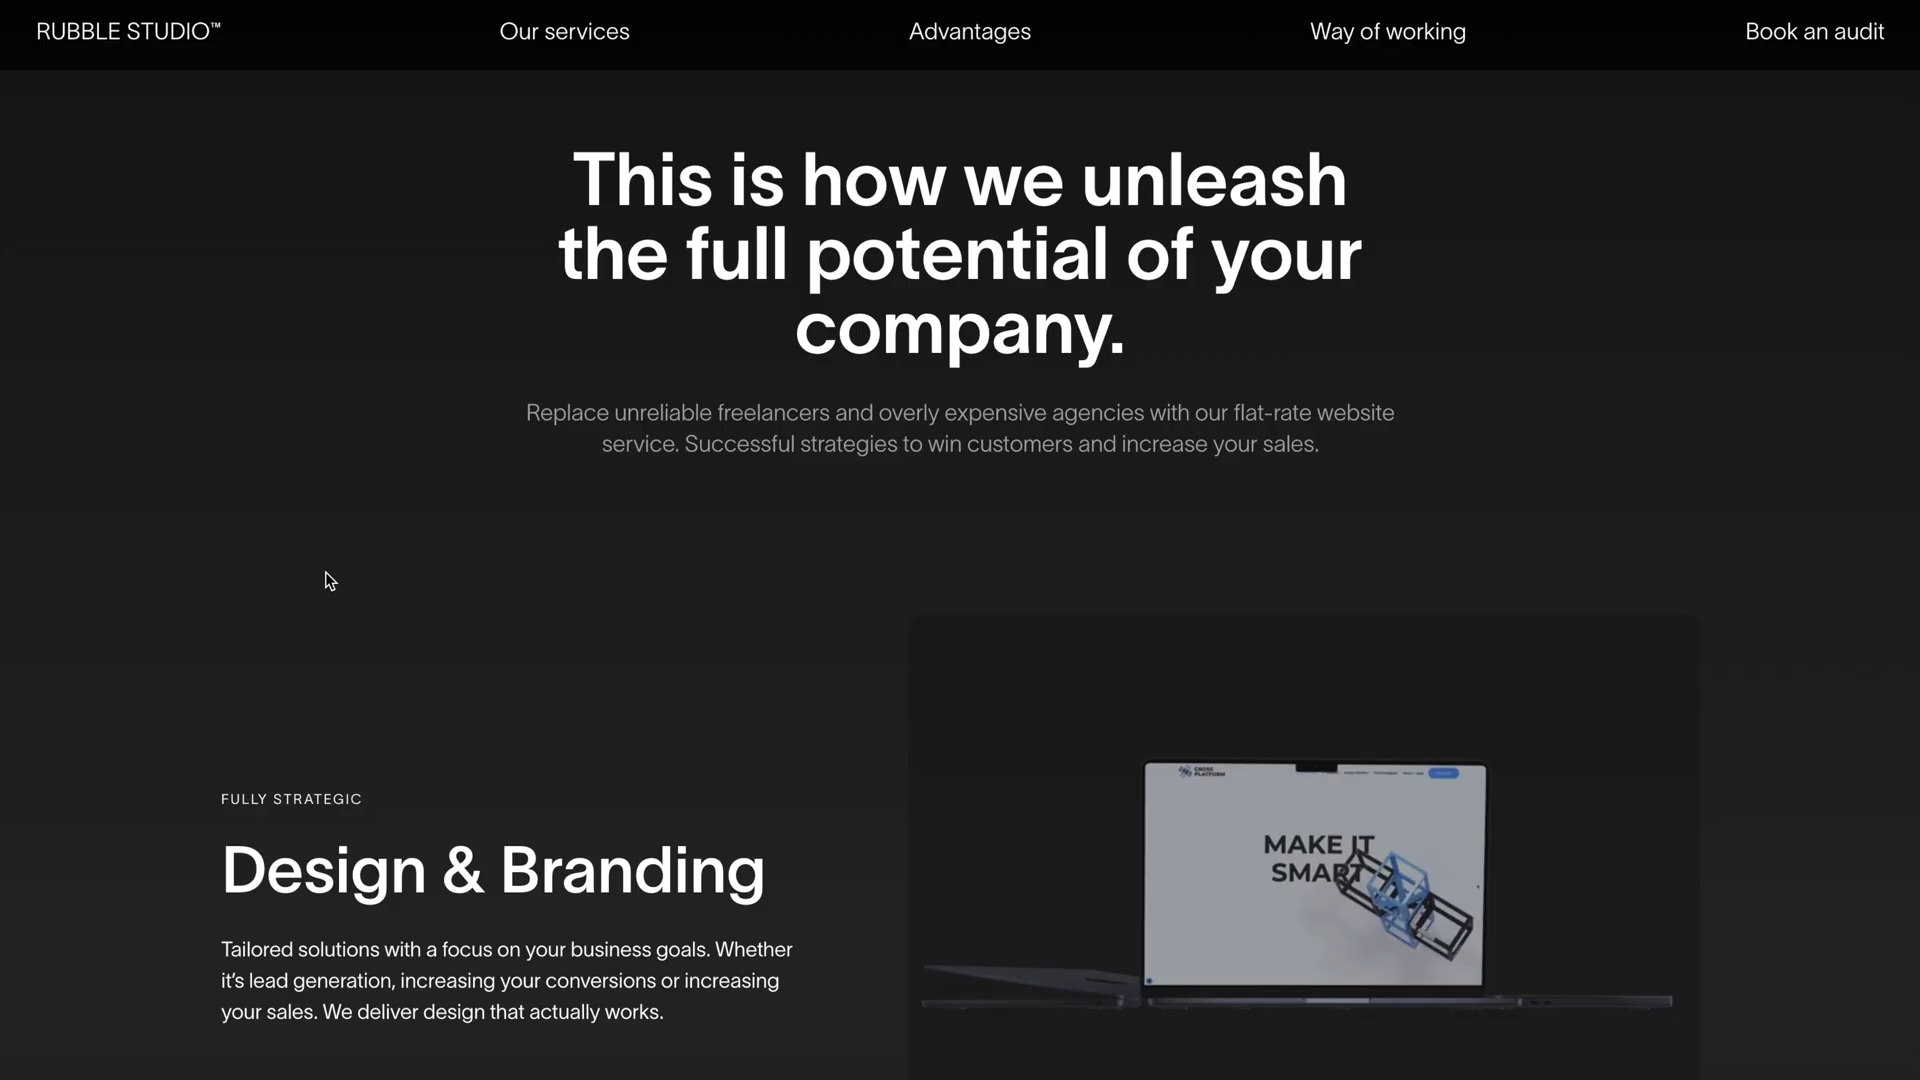 RUBBLE STUDIO™
Our services
Advantages
Way of working
Book an audit
This is how we unleash
the full potential of your
company.
Replace unreliable freelancers and overly expensive agencies with our flat-rate website
service. Successful strategies to win customers and increase your sales.
FULLY STRATEGIC
Design & Branding
Tailored solutions with a focus on your business goals. Whether
it’s lead generation, increasing your conversions or increasing
your sales. We deliver design that actually works.
CROSS
PLATFORM
MAKE IT
SMART